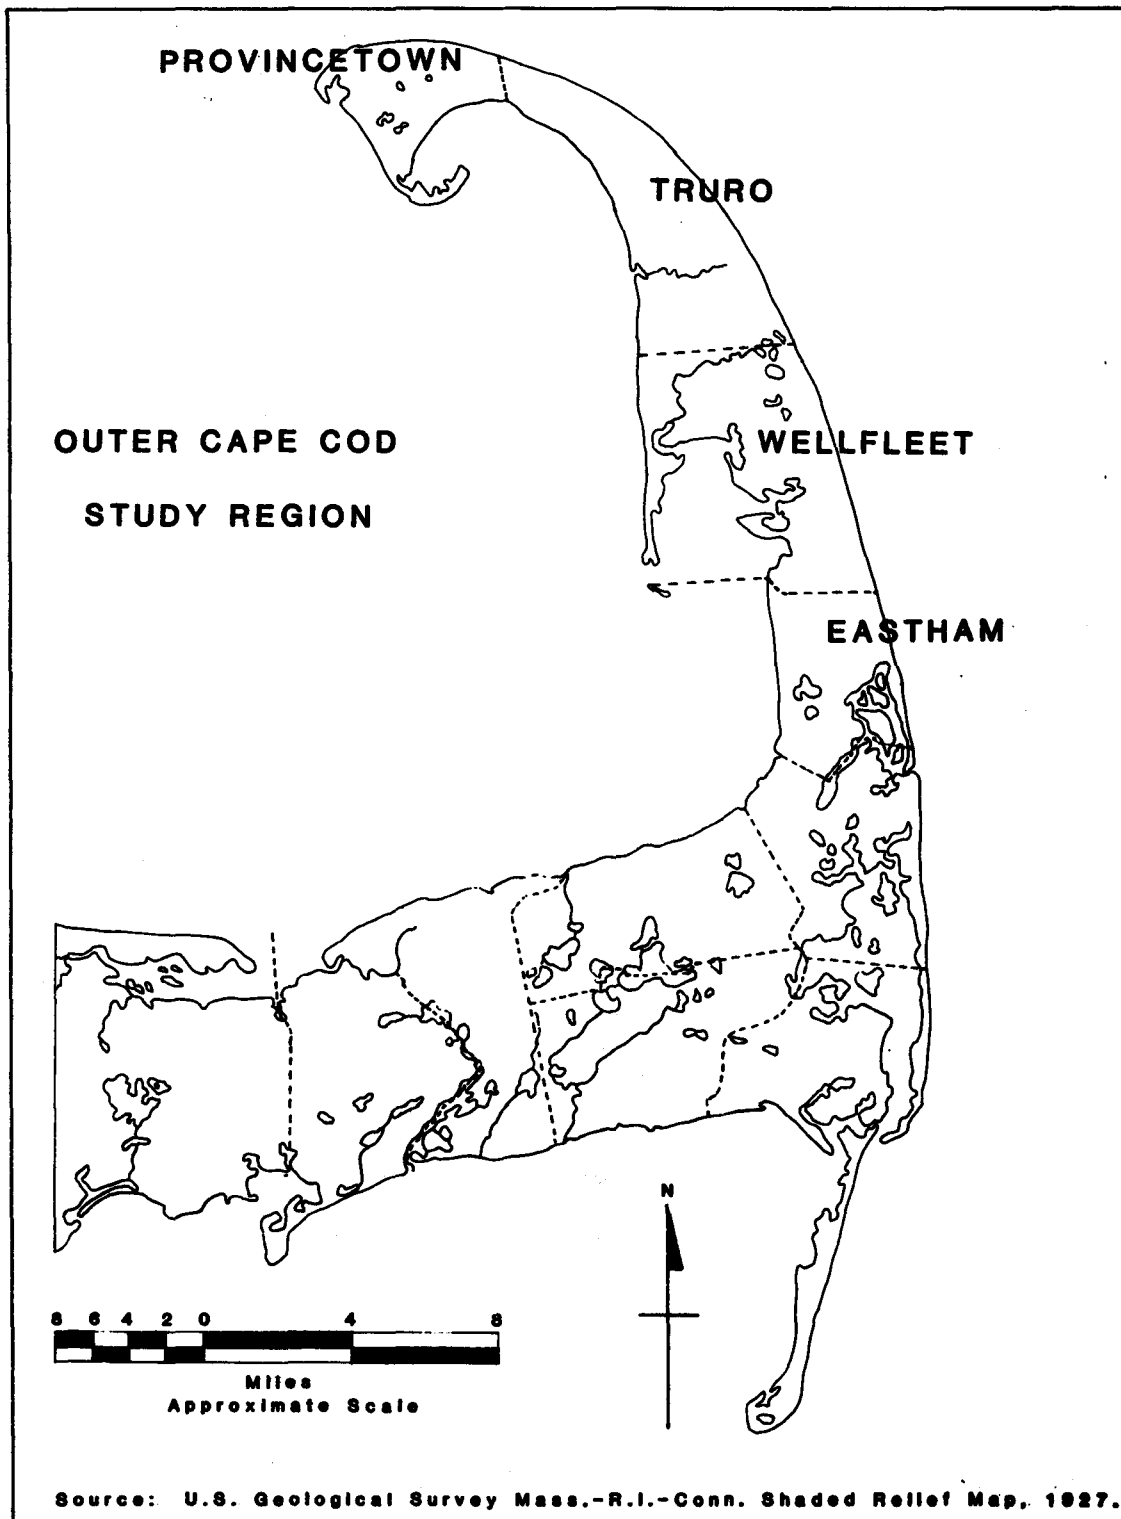 PROVINCETOWN
TRURO
OUTER CAPE COD
STUDY REGION
WELLFLEET
EASTHAM
N
8 6 4 2 0 4 8
Miles
Approximate Scale
Source: U.S. Geological Survey Mass.-R.I.-Conn. Shaded Relief Map, 1927.